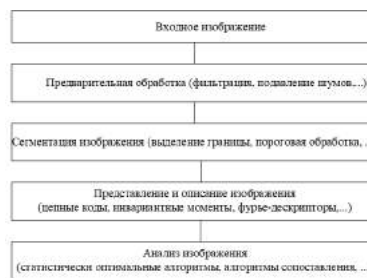 Входное изображение
Предварительная обработка (фильтрация, подавление шумов,...)
Сегментация изображения (выделение границы, пороговая обработка, ..
Представление и описание изображения
(цепные коды, инвариантные моменты, фурье-дескрипторы,...)
Анализ изображения
(статистически оптимальные алгоритмы, алгоритмы сопоставления, ...